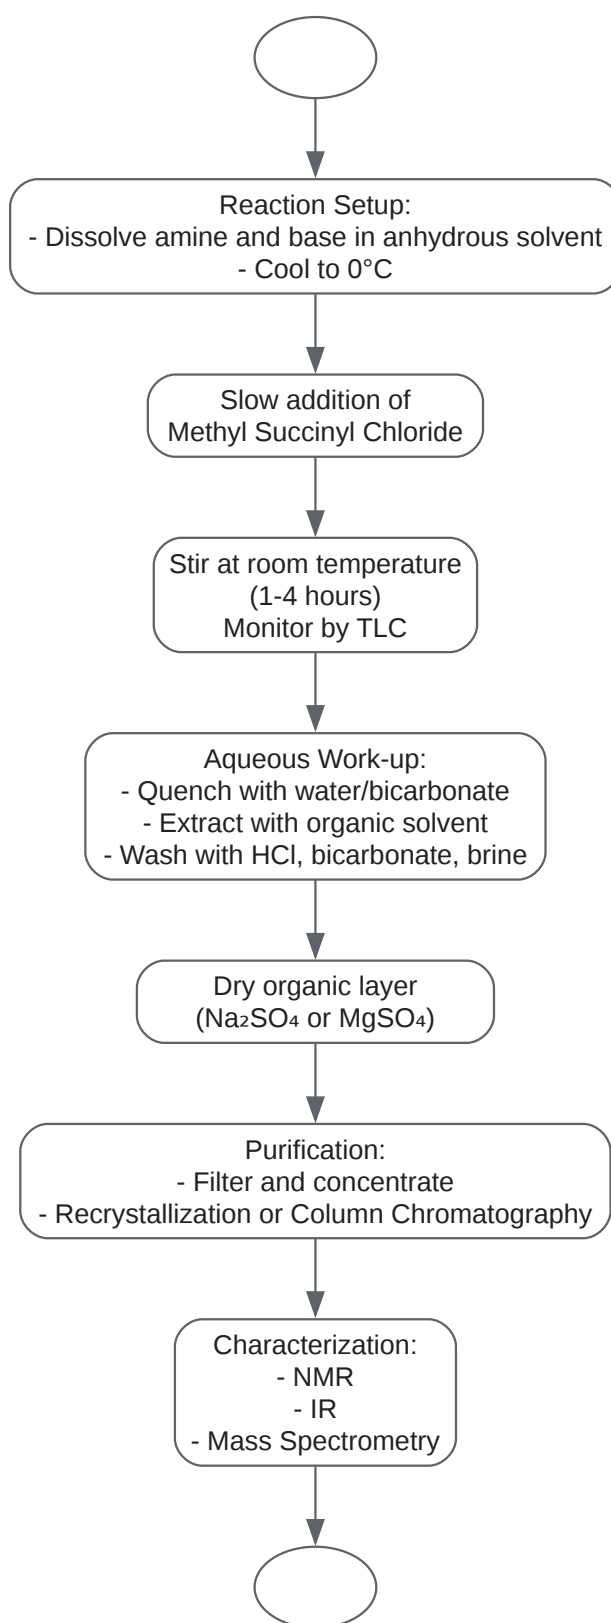 Reaction Setup:
- Dissolve amine and base in anhydrous solvent
- Cool to 0°C
Slow addition of
Methyl Succinyl Chloride
Stir at room temperature
(1-4 hours)
Monitor by TLC
Aqueous Work-up:
- Quench with water/bicarbonate
- Extract with organic solvent
- Wash with HCl, bicarbonate, brine
Dry organic layer
(Na₂SO₄ or MgSO₄)
Purification:
- Filter and concentrate
- Recrystallization or Column Chromatography
Characterization:
- NMR
- IR
- Mass Spectrometry